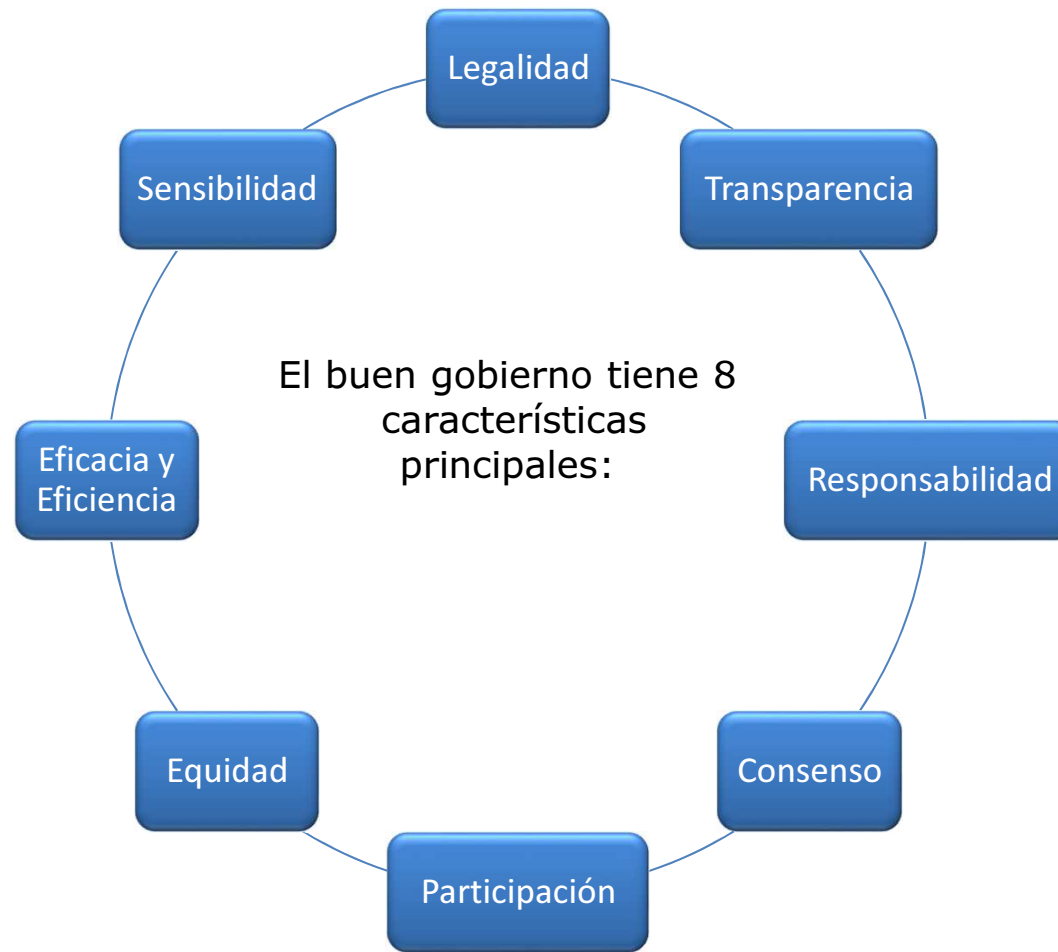 Legalidad
Transparencia
Responsabilidad
Consenso
Participación
Equidad
Eficacia y
Eficiencia
Sensibilidad
El buen gobierno tiene 8
características
principales: